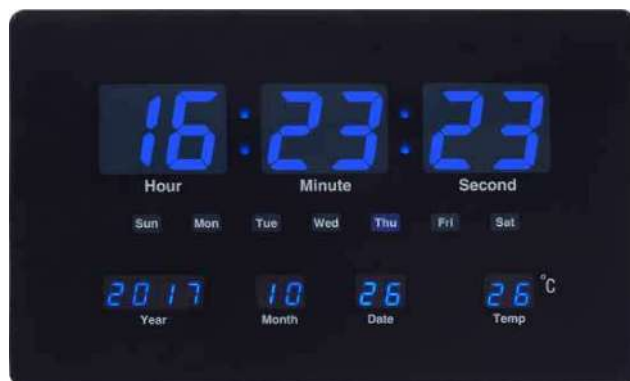 16:23:23
Hour Minute Second
Sun Mon Tue Wed Thu Fri Sat
2017 10 26 26 °C
Year Month Date Temp